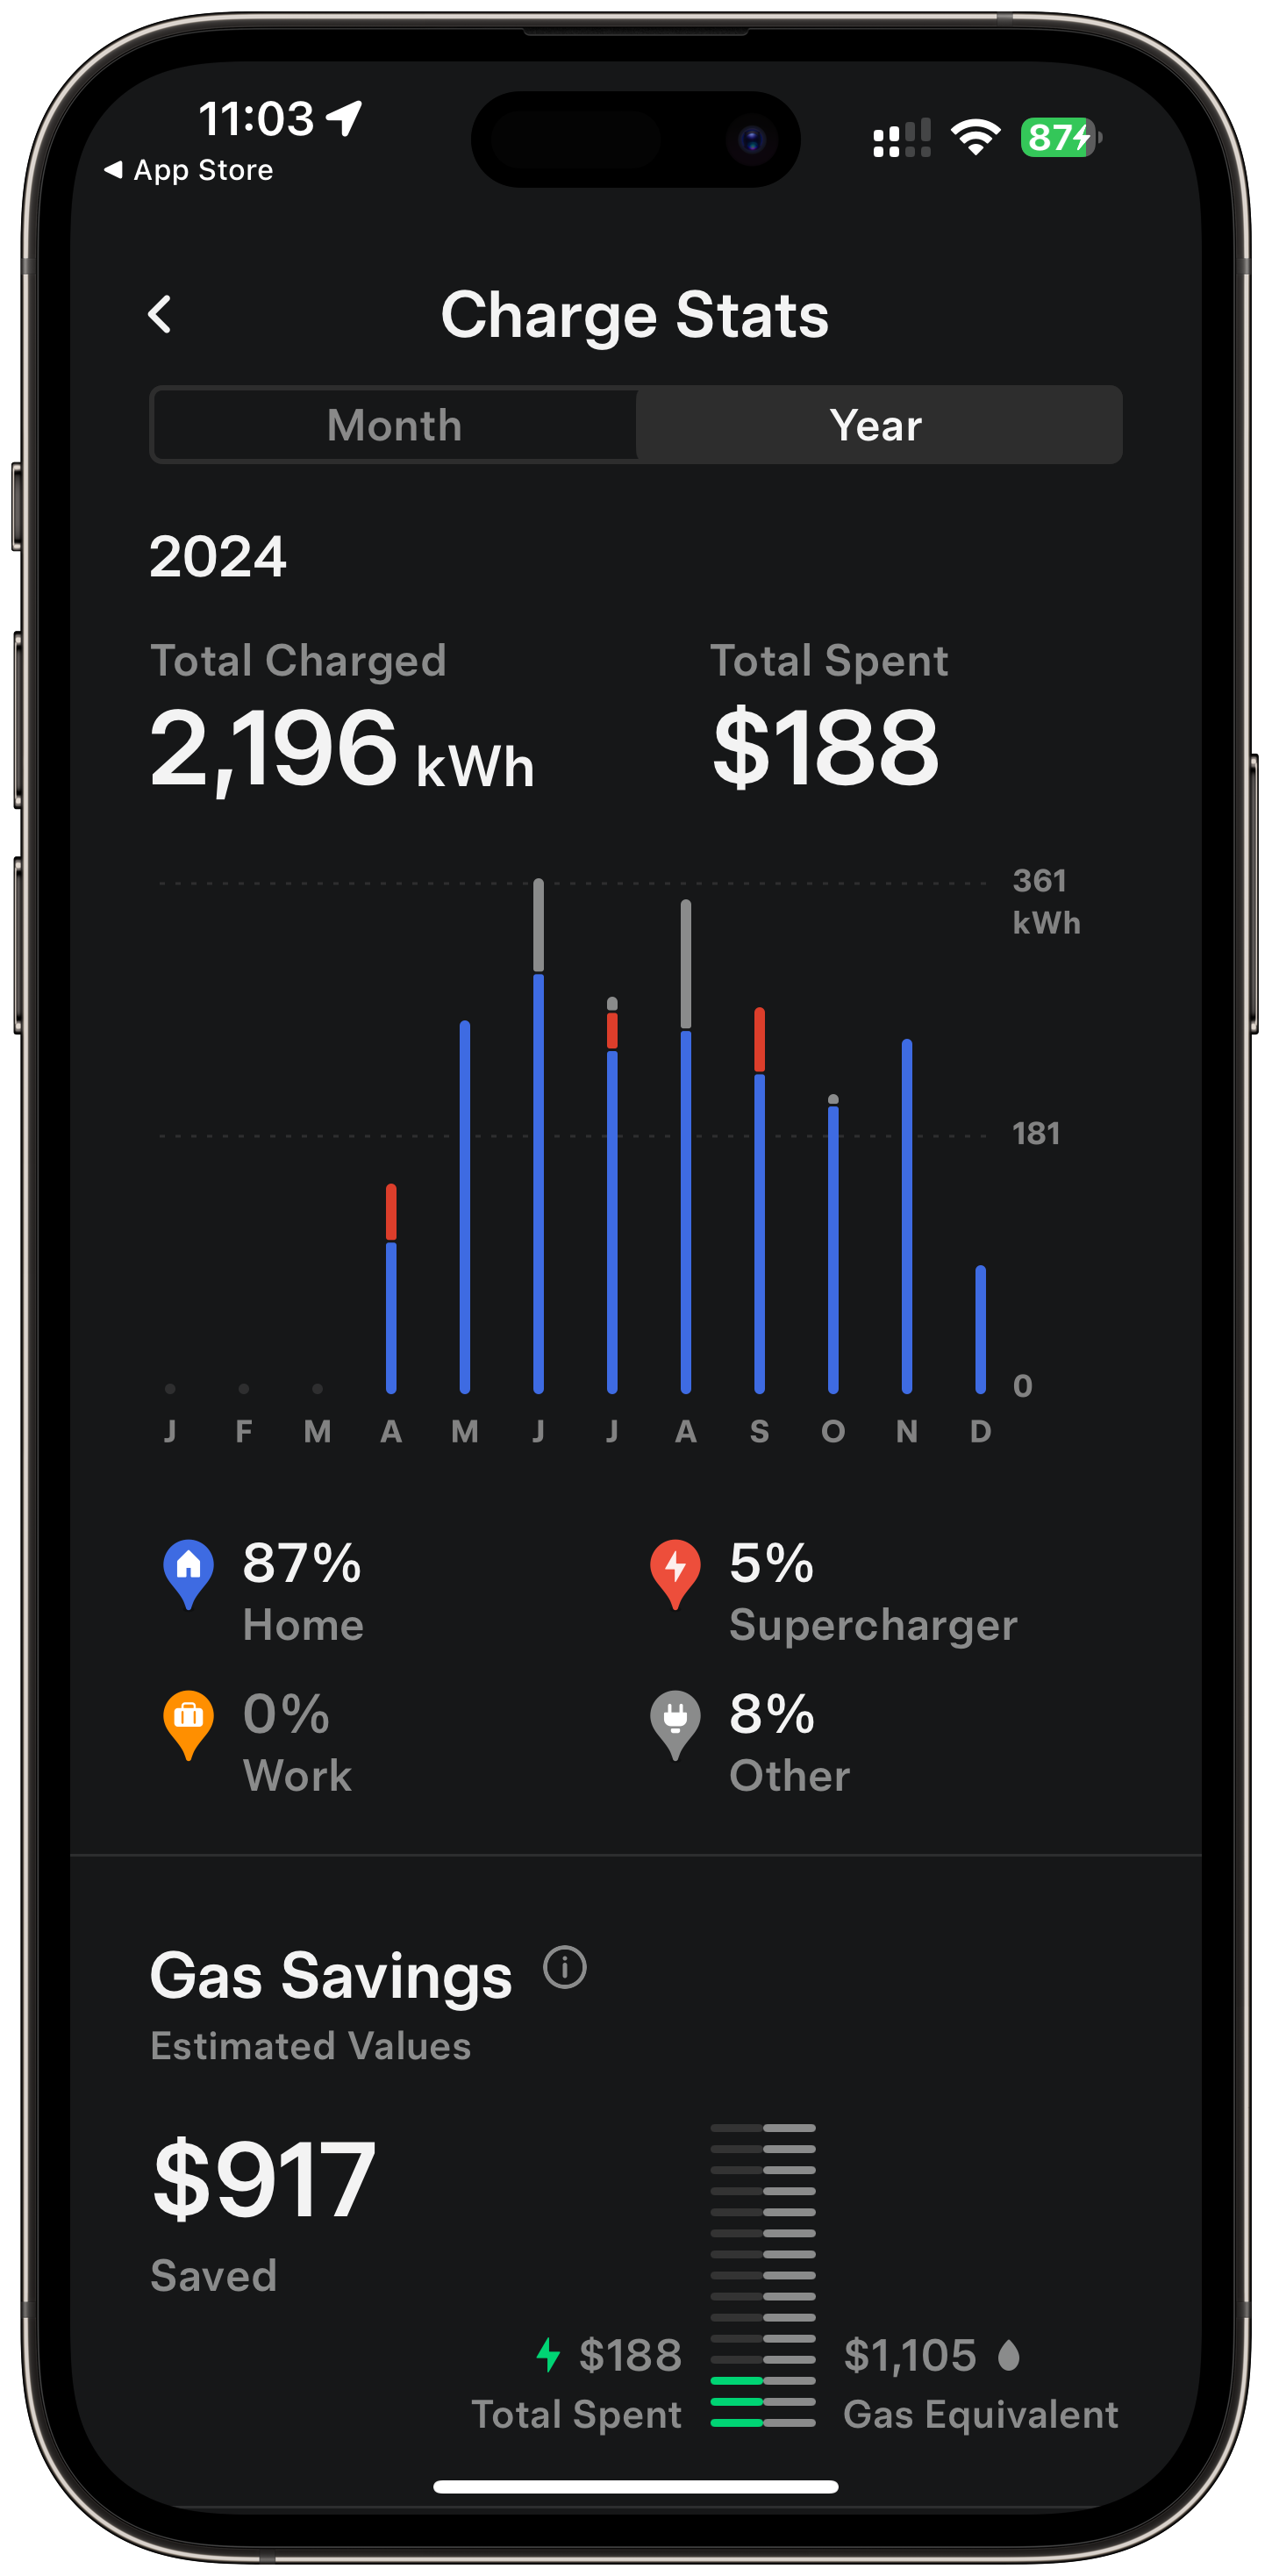 11:03
87
◀ App Store
Charge Stats
Month Year
2024
Total Charged Total Spent
2,196 kWh $188
361
kWh
181
0
J F M A M J J A S O N D
87% 5%
Home Supercharger
0% 8%
Work Other
Gas Savings
Estimated Values
$917
Saved
$188 $1,105
Total Spent Gas Equivalent